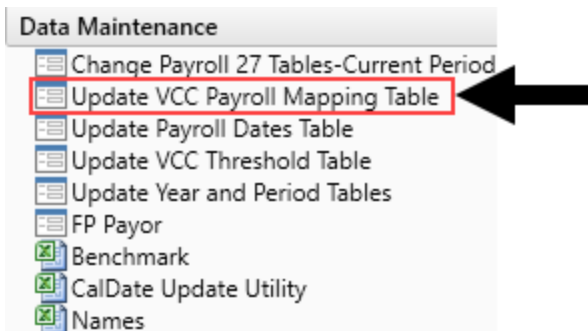 Data Maintenance
Change Payroll 27 Tables-Current Period
Update VCC Payroll Mapping Table
Update Payroll Dates Table
Update VCC Threshold Table
Update Year and Period Tables
FP Payor
Benchmark
CalDate Update Utility
Names